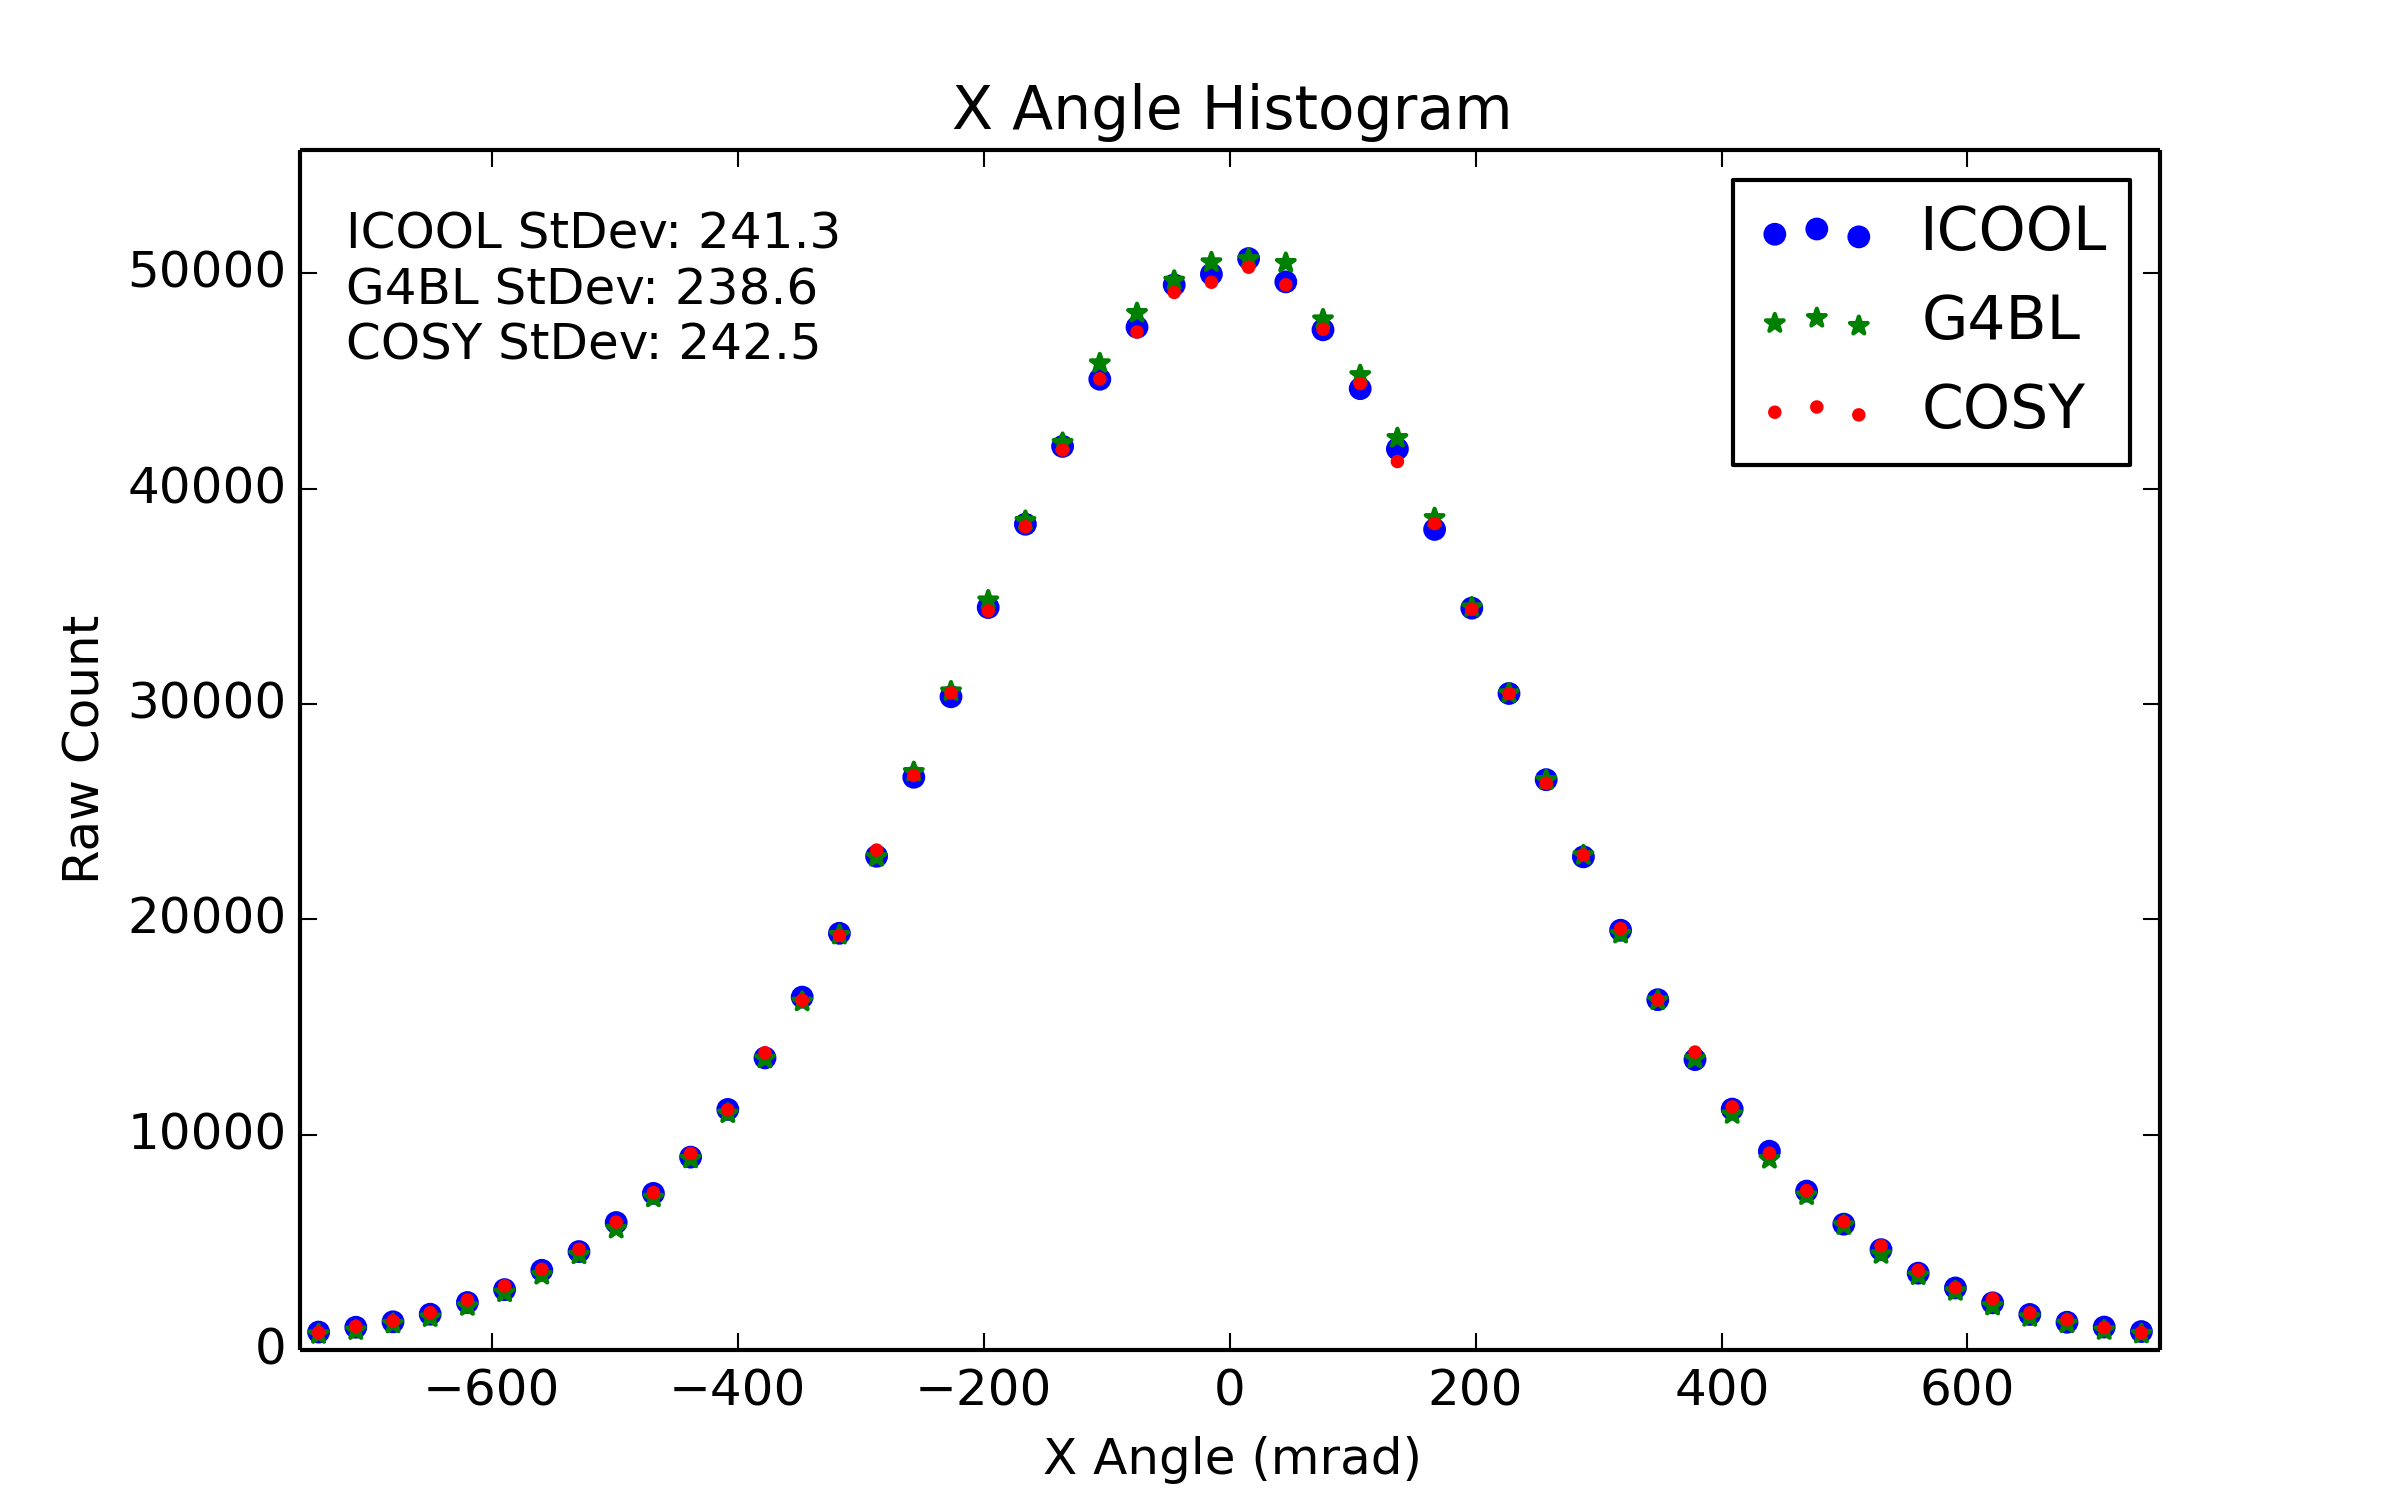 X Angle Histogram
ICOOL StDev: 241.3
G4BL StDev: 238.6
COSY StDev: 242.5
ICOOL
G4BL
COSY
Raw Count
50000
40000
30000
20000
10000
0
−600 −400 −200 0 200 400 600
X Angle (mrad)